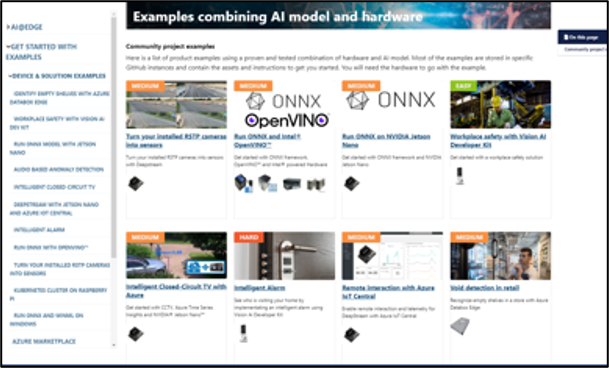 Examples combining AI model and hardware
AI@EDGE
GET STARTED WITH
EXAMPLES
DEVICE & SOLUTION EXAMPLES
IDENTIFY EMPTY SHELVES WITH AZURE
DATABOX EDGE
WORKPLACE SAFETY WITH VISION AI
DEV KIT
RUN ONNX MODEL WITH JETSON
NANO
AUDIO BASED ANOMALY DETECTION
INTELLIGENT CLOSED-CIRCUIT TV
DEEPSTREAM WITH JETSON NANO
AND AZURE IOT CENTRAL
INTELLIGENT ALARM
RUN ONNX WITH OPENVINO™
TURN YOUR INSTALLED RSTP CAMERAS
INTO SENSORS
KUBERNETES CLUSTER ON RASPBERRY
PI
RUN ONNX AND WINML ON
WINDOWS
AZURE MARKETPLACE
On this page
Community project
Community project examples
Here is a list of product examples using a proven and tested combination of hardware and AI model. Most of the examples are stored in specific
GitHub instances and contain the assets and instructions to get you started. You will need the hardware to go with the example.
MEDIUM
Turn your installed RSTP cameras
into sensors
Turn your installed RSTP cameras into sensors
with Deepstream
MEDIUM
ONNX
OpenVINO
Run ONNX and Intel®
OpenVINO™
Get started with ONNX framework,
OpenVINO™ and Intel® powered Hardware
MEDIUM
ONNX
Run ONNX on NVIDIA Jetson
Nano
Get started with ONNX framework and NVIDIA
Jetson Nano
EASY
Workplace safety with Vision AI
Developer Kit
Get started with a workplace safety solution
MEDIUM
Intelligent Closed-Circuit TV with
Azure
Get started with CCTV, Azure Time Series
Insights and NVIDIA® Jetson Nano™
HARD
Intelligent Alarm
See who is visiting your home by
implementing an intelligent alarm using
Vision AI Developer Kit
MEDIUM
Remote interaction with Azure
IoT Central
Enable remote interaction and telemetry for
DeepStream with Azure IoT Central
MEDIUM
Void detection in retail
Recognize empty shelves in a store with Azure
Databox Edge